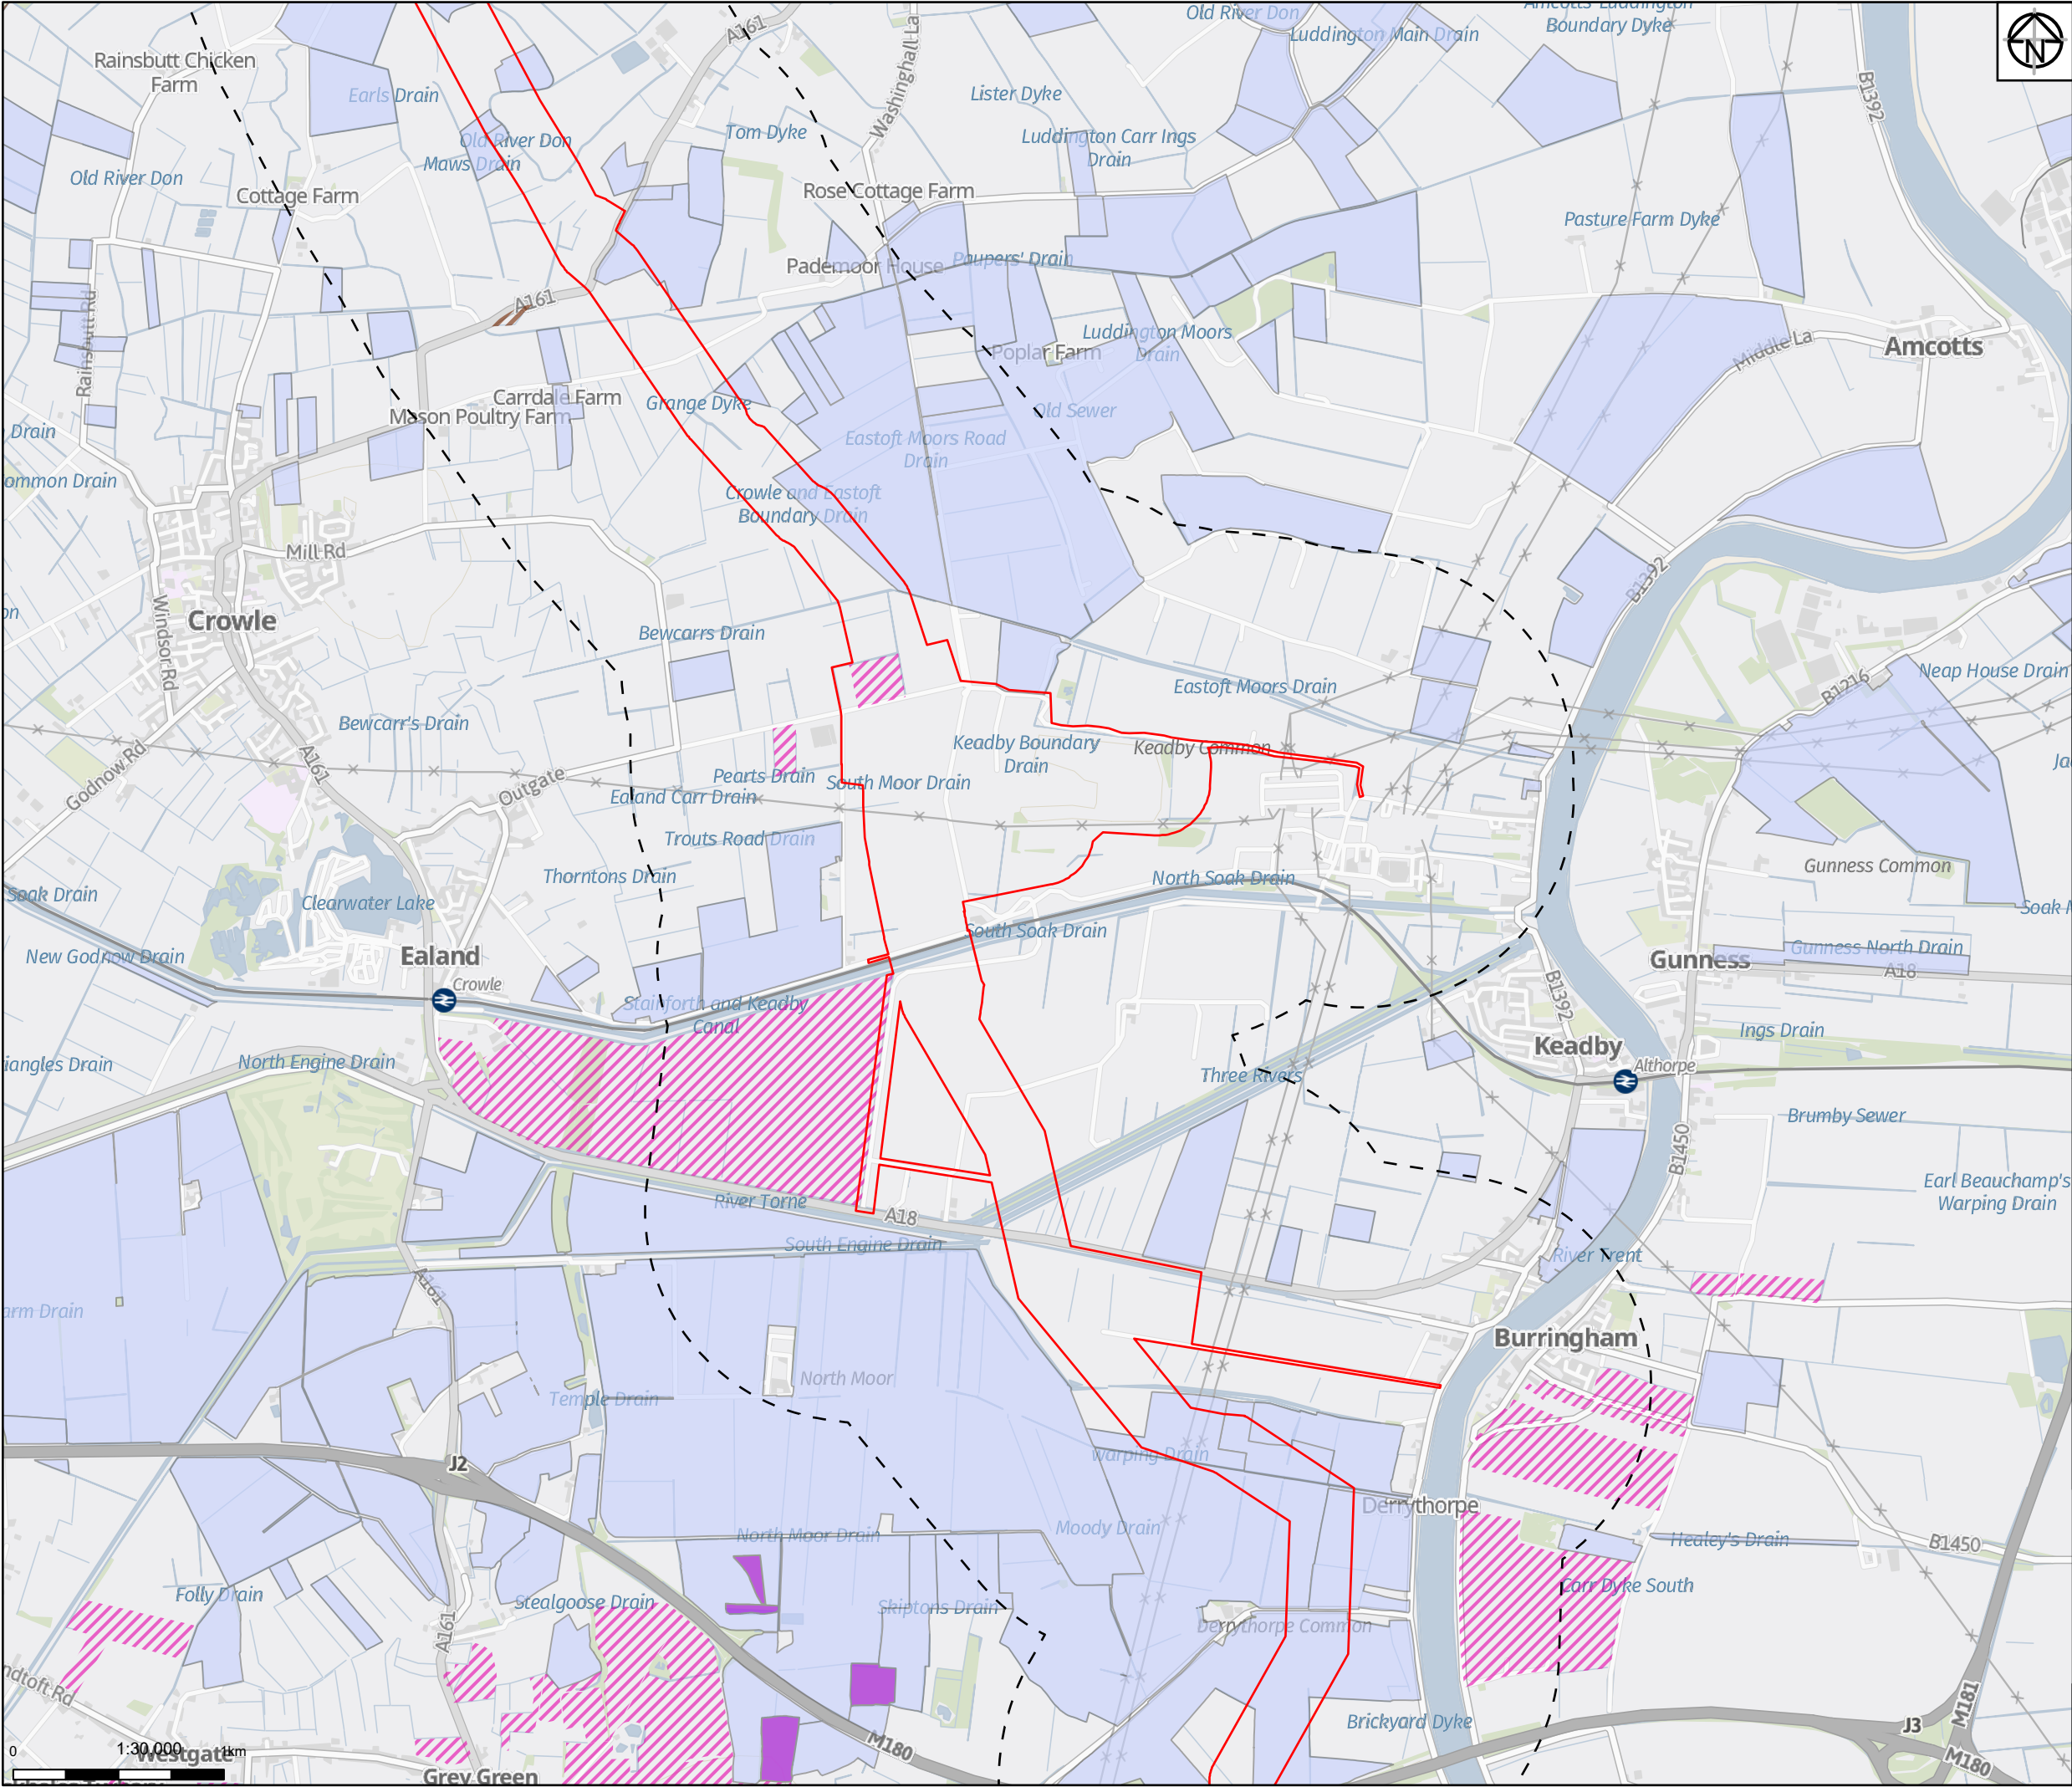 A161
Old River Don
Amcotts Luddington
Boundary Dyke
Luddington Main Drain
N
Rainsbutt Chicken
Farm
Washinghall La
Earls Drain
Lister Dyke
B1392
Old River Don
Maws Drain
Tom Dyke
Luddington Carr Ings
Drain
Old River Don
Cottage Farm
Rose Cottage Farm
Pasture Farm Dyke
Pademoor House
Paupers' Drain
A161
Rainsbutt Rd
Luddington Moors
Drain
Poplar Farm
Middle La
Amcotts
Carrdale Farm
Mason Poultry Farm
Grange Dyke
Old Sewer
Drain
Eastoft Moors Road
Drain
ommon Drain
Crowle and Eastoft
Boundary Drain
Mill Rd
B1392
on
Crowle
Windsor Rd
Bewcarrs Drain
Neap House Drain
Eastoft Moors Drain
B1216
Bewcarr's Drain
Keadby Boundary
Drain
Keadby Common
Ja
A161
Godnow Rd
Outgate
Pearts Drain
South Moor Drain
Ealand Carr Drain
Trouts Road Drain
Gunness Common
Thorntons Drain
North Soak Drain
Soak Drain
Clearwater Lake
Soak M
South Soak Drain
New Godnow Drain
Ealand
Gunness
Gunness North Drain
A18
Crowle
B1392
Stainforth and Keadby
Canal
Ings Drain
Keadby
iangles Drain
North Engine Drain
Three Rivers
Althorpe
Brumby Sewer
B1450
River Torne
A18
Earl Beauchamp's
Warping Drain
South Engine Drain
River Trent
A161
arm Drain
Burringham
North Moor
Temple Drain
Warping Drain
J2
Derrythorpe
North Moor Drain
Moody Drain
Healey's Drain
B1450
Carr Dyke South
Folly Drain
Stealgoose Drain
Skiptons Drain
Derrythorpe Common
A161
ndtoft Rd
M181
Brickyard Dyke
J3
M180
M180
0
1:30,000
1km
Westgate
Grey Green